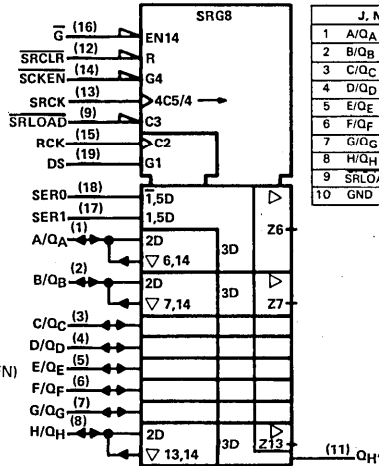 SRG8
G (16) EN14
SRCLR (12) R
SCKEN (14) G4
SRCK (13) 4C5/4
SRLOAD (9) C3
RCK (15) C2
DS (19) G1
SER0 (18) 1,5D
SER1 (17) 1,5D
Z6
A/QA (1) 2D 3D
6,14
B/QB (2) 2D 3D
7,14 Z7
C/QC (3)
D/QD (4)
E/QE (5)
FN)
F/QF (6)
G/QG (7)
H/QH (8) 2D 3D Z13
13,14
(11) QH'
J, N
1 A/QA
2 B/QB
3 C/QC
4 D/QD
5 E/QE
6 F/QF
7 G/QG
8 H/QH
9 SRLOA
10 GND